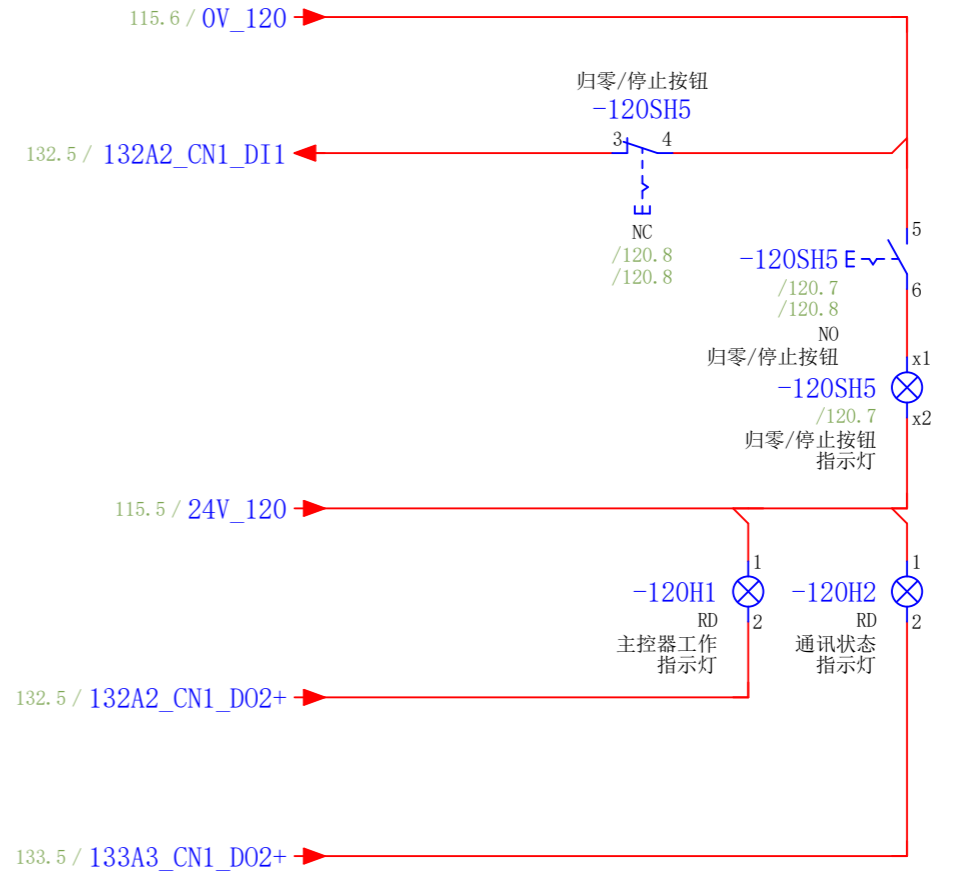 115.6 / 0V_120
归零/停止按钮
-120SH5
3 4
132.5 / 132A2_CN1_DI1
NC
/120.8
/120.8
5
-120SH5
6
/120.7
/120.8
NO
归零/停止按钮
x1
-120SH5
/120.7
x2
归零/停止按钮
指示灯
115.5 / 24V_120
1
-120H1
RD
2
主控器工作
指示灯
1
-120H2
RD
2
通讯状态
指示灯
132.5 / 132A2_CN1_DO2+
133.5 / 133A3_CN1_DO2+